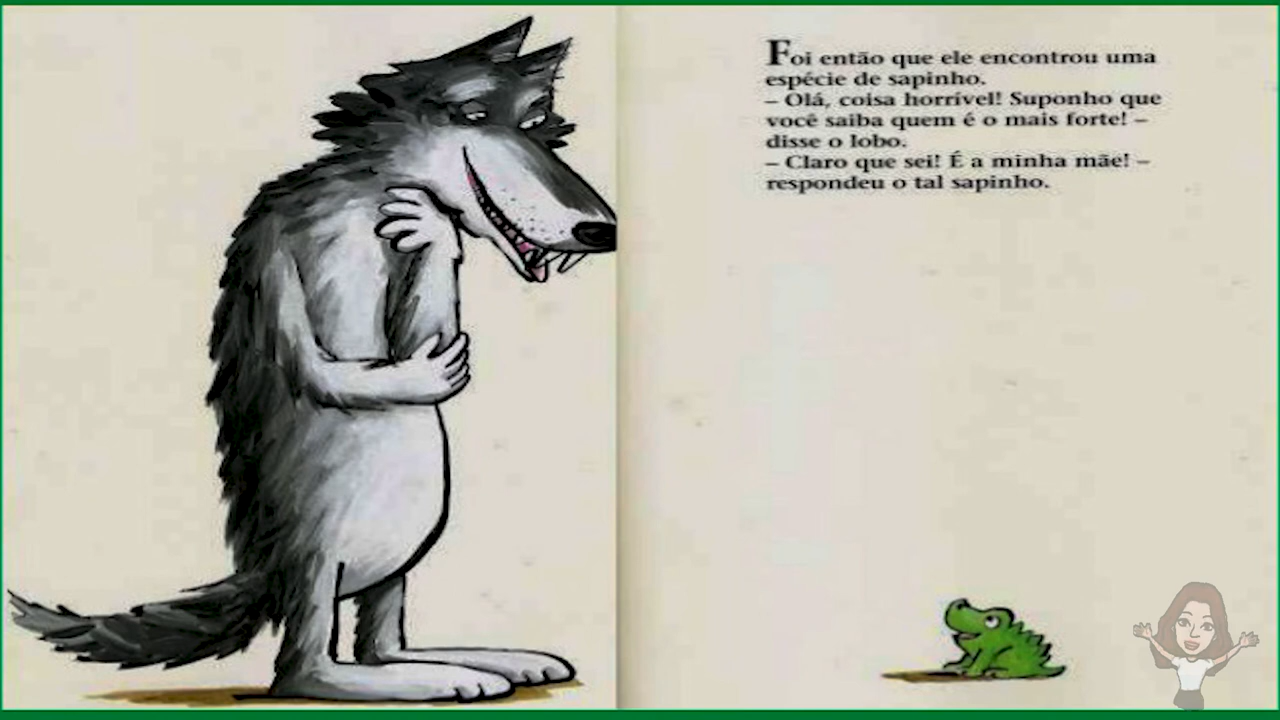 Foi então que ele encontrou uma
espécie de sapinho.
– Olá, coisa horrível! Suponho que
você saiba quem é o mais forte! –
disse o lobo.
– Claro que sei! É a minha mãe! –
respondeu o tal sapinho.